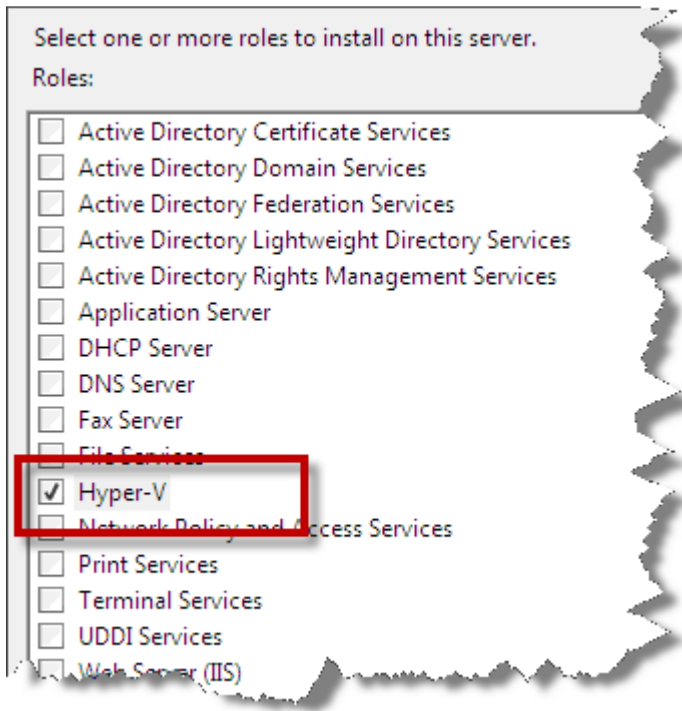 Select one or more roles to install on this server.
Roles:
Active Directory Certificate Services
Active Directory Domain Services
Active Directory Federation Services
Active Directory Lightweight Directory Services
Active Directory Rights Management Services
Application Server
DHCP Server
DNS Server
Fax Server
File Services
Hyper-V
Network Policy and Access Services
Print Services
Terminal Services
UDDI Services
Web Server (IIS)